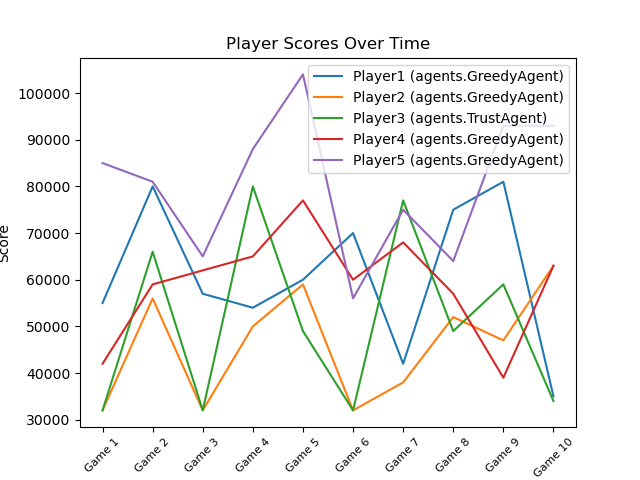 Player Scores Over Time
Player1 (agents.GreedyAgent)
Player2 (agents.GreedyAgent)
Player3 (agents.TrustAgent)
Player4 (agents.GreedyAgent)
Player5 (agents.GreedyAgent)
Score
100000
90000
80000
70000
60000
50000
40000
30000
Game 1
Game 2
Game 3
Game 4
Game 5
Game 6
Game 7
Game 8
Game 9
Game 10